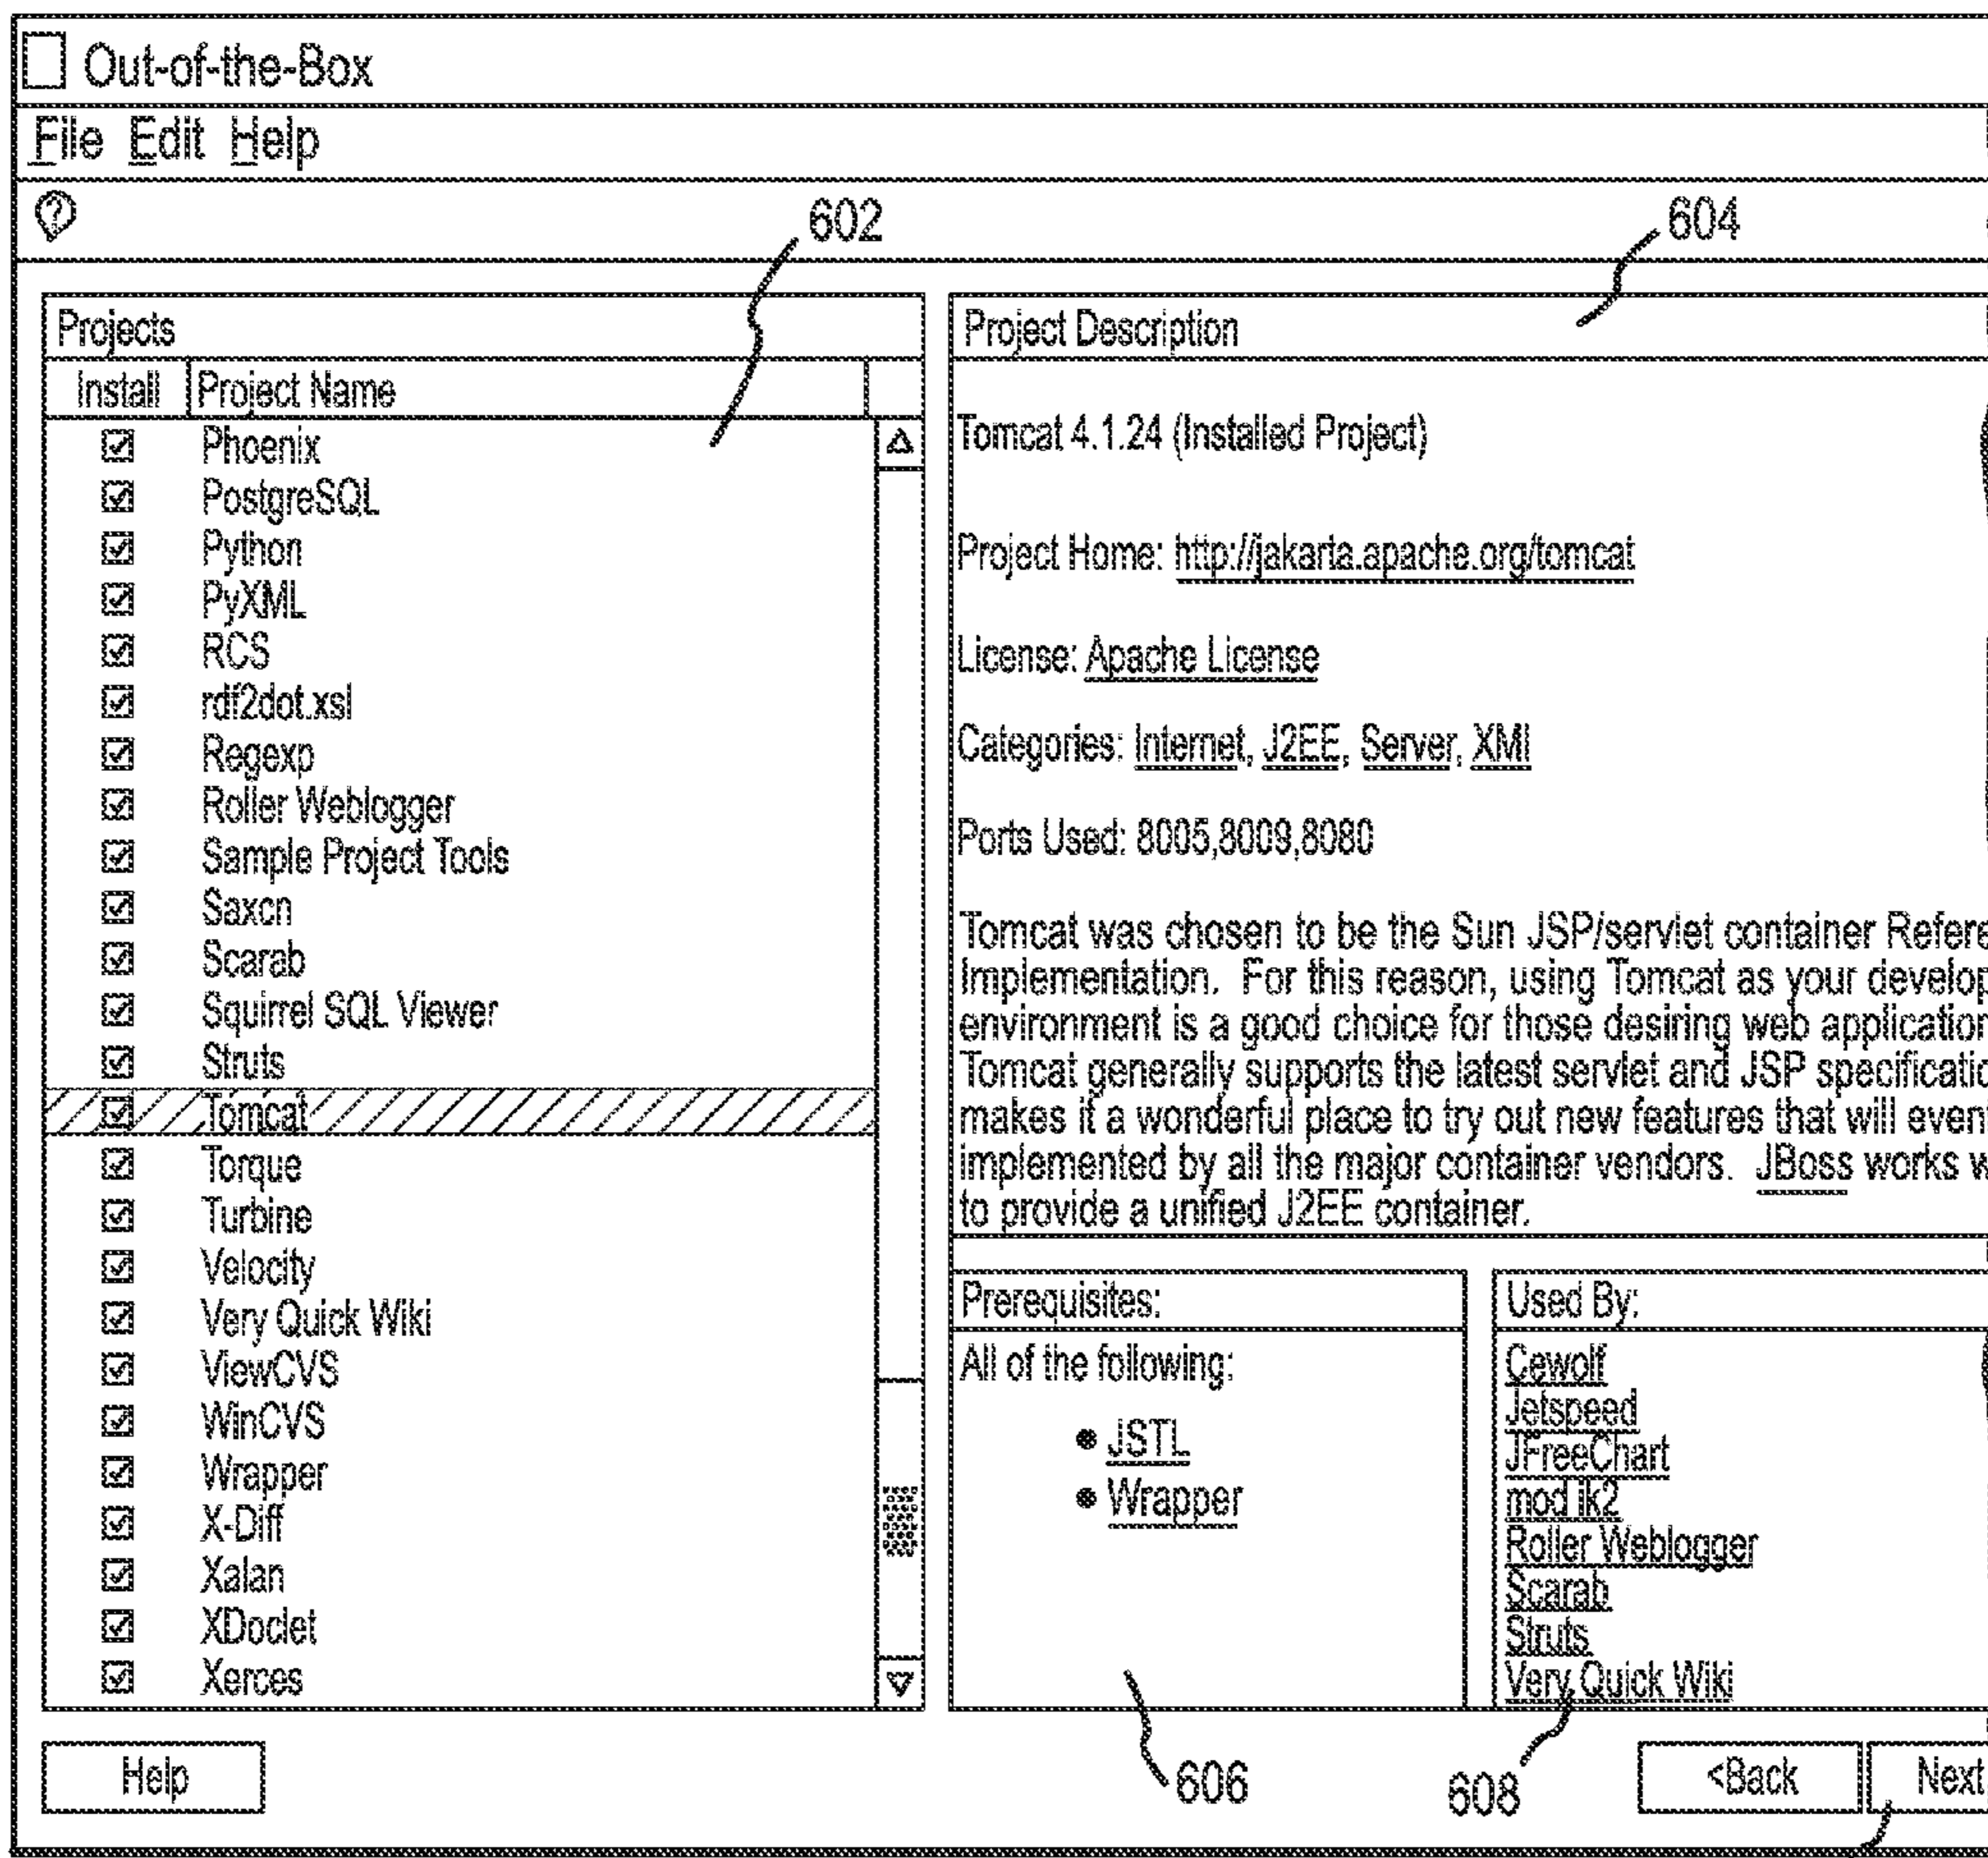 Out-of-the-Box
File Edit Help
?
602
604
Projects
Install Project Name
Phoenix
PostgreSQL
Python
PyXML
RCS
rdf2dot.xsl
Regexp
Roller Weblogger
Sample Project Tools
Saxcn
Scarab
Squirrel SQL Viewer
Struts
Tomcat
Torque
Turbine
Velocity
Very Quick Wiki
ViewCVS
WinCVS
Wrapper
X-Diff
Xalan
XDoclet
Xerces
Project Description
Tomcat 4.1.24 (Installed Project)
Project Home: http://jakarta.apache.org/tomcat
License: Apache License
Categories: Internet, J2EE, Server, XMl
Ports Used: 8005,8009,8080
Tomcat was chosen to be the Sun JSP/servlet container Refere
Implementation. For this reason, using Tomcat as your develop
environment is a good choice for those desiring web application
Tomcat generally supports the latest servlet and JSP specificatio
makes it a wonderful place to try out new features that will event
implemented by all the major container vendors. JBoss works w
to provide a unified J2EE container.
Prerequisites:
All of the following:
• JSTL
• Wrapper
Used By:
Cewolf
Jetspeed
JFreeChart
mod jk2
Roller Weblogger
Scarab
Struts
Very Quick Wiki
606
608
Help
<Back
Next